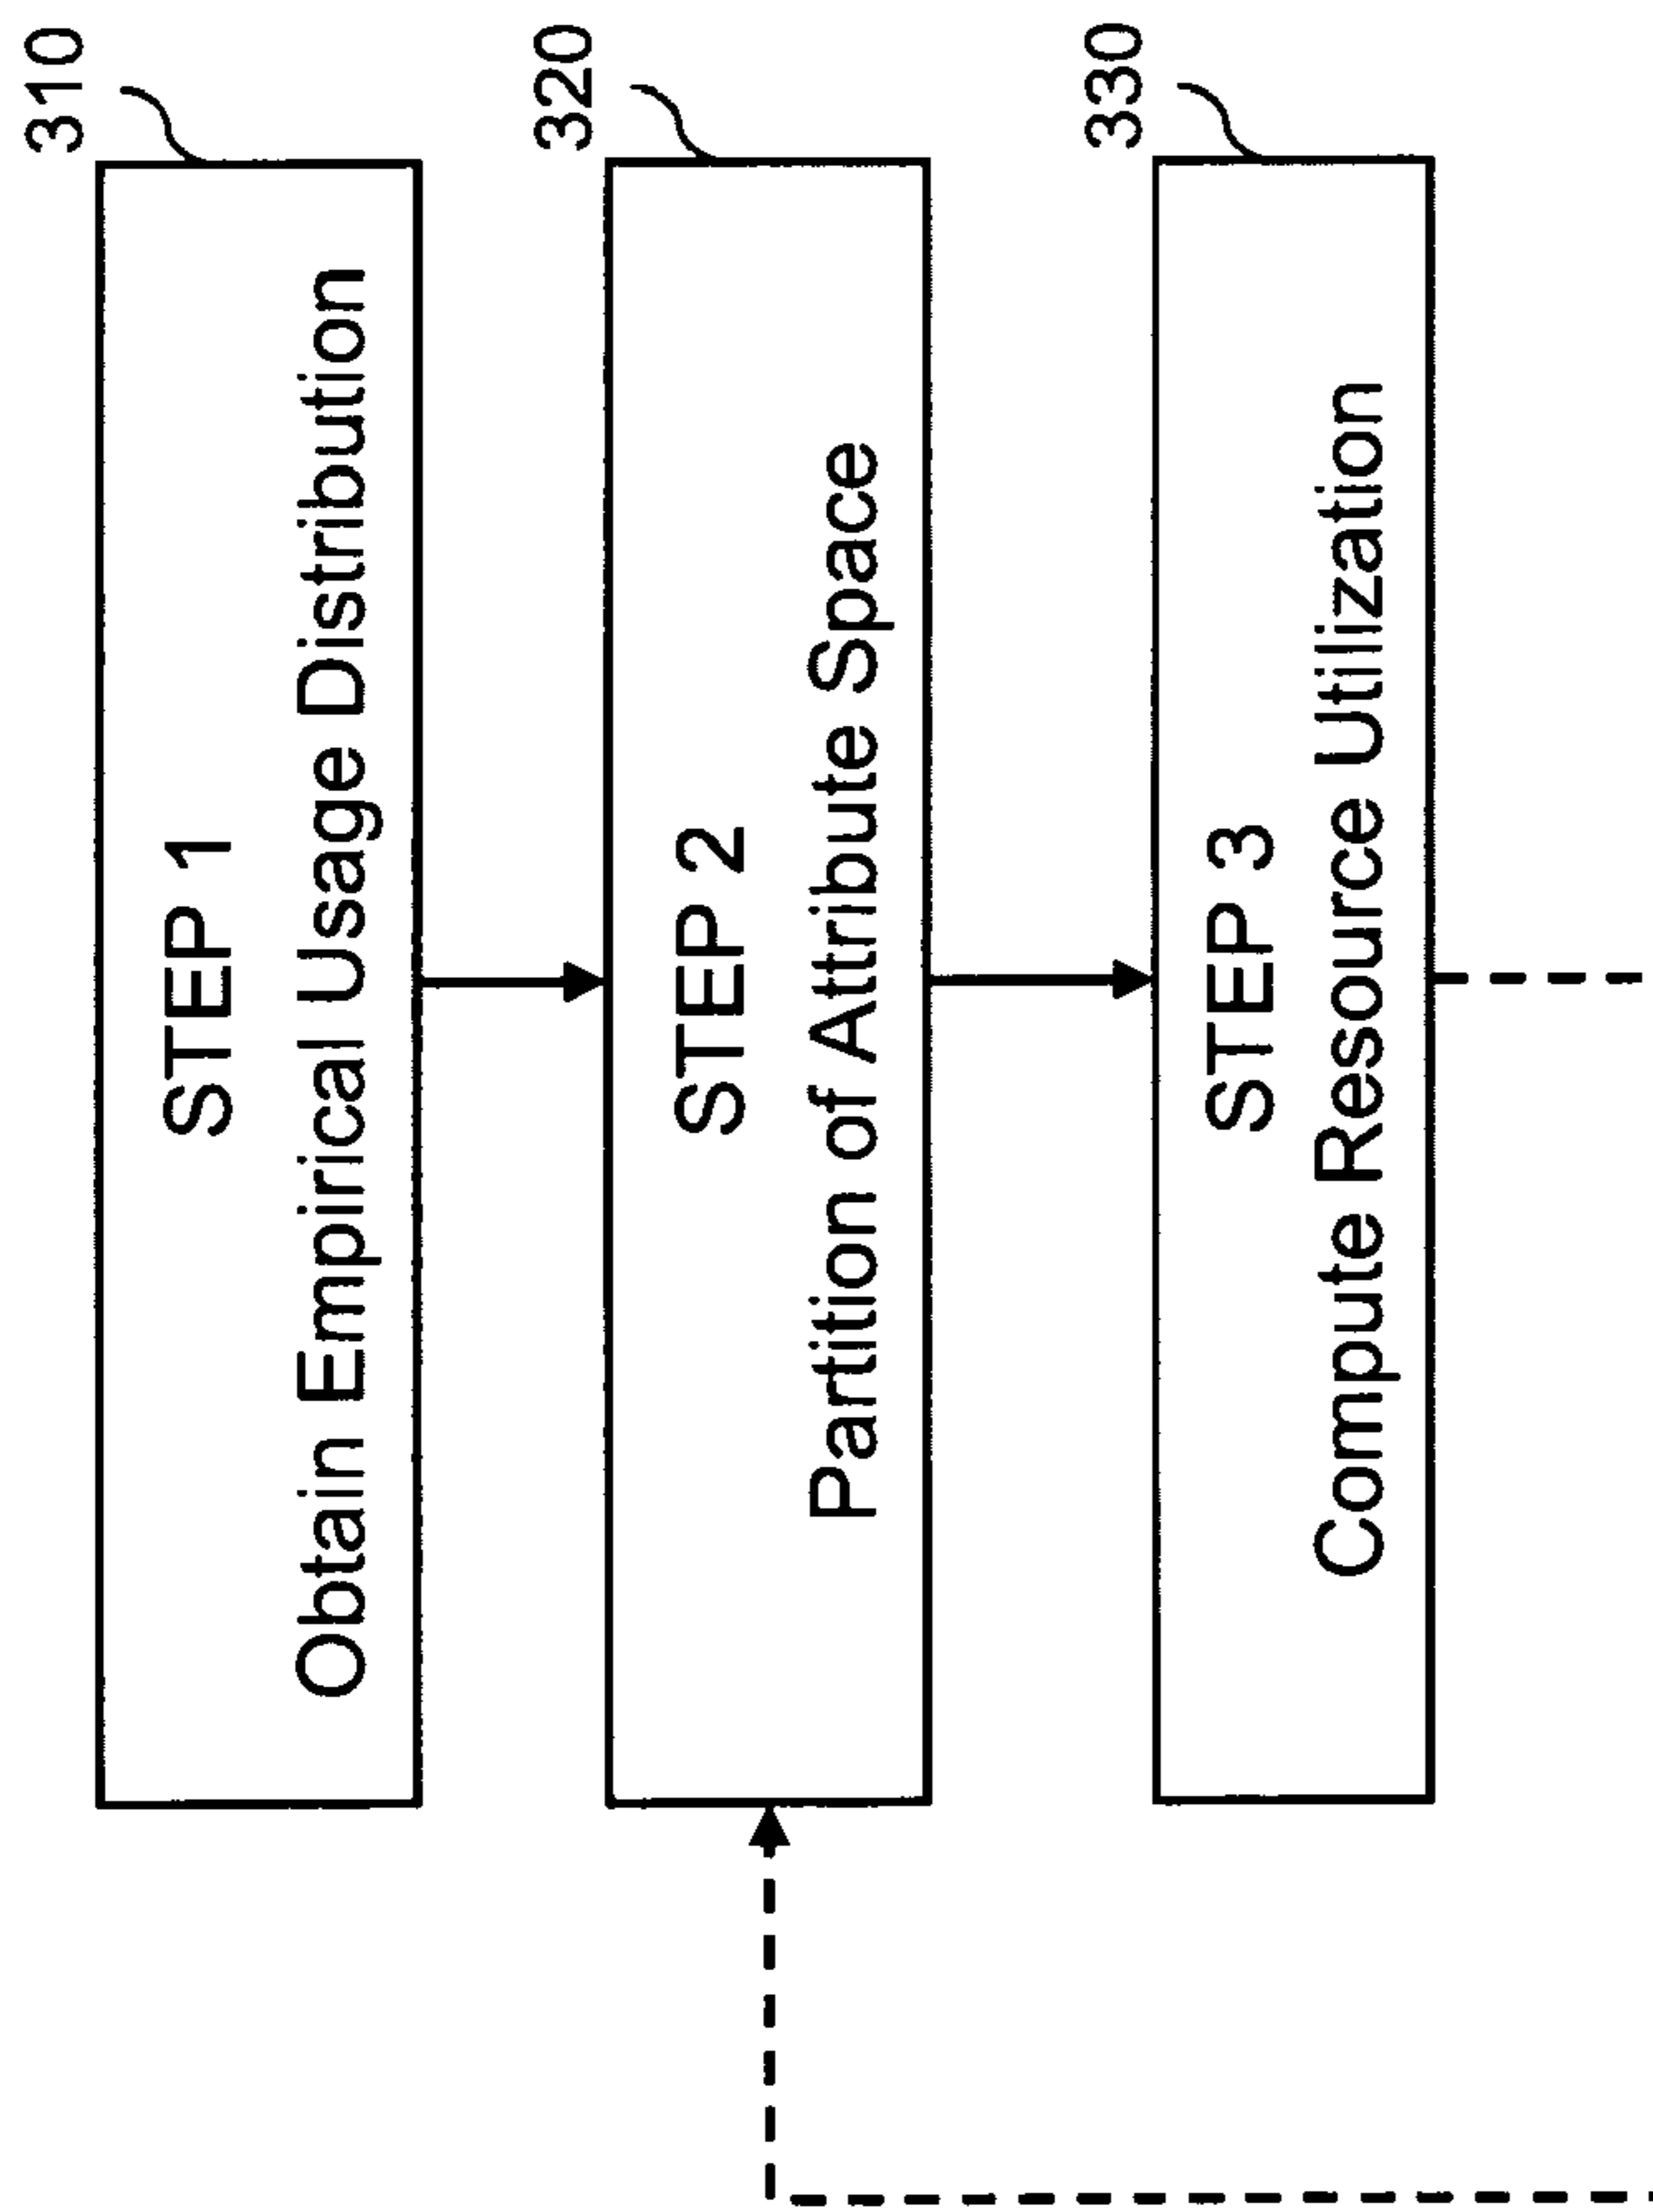 310
STEP 1
Obtain Empirical Usage Distribution
320
STEP 2
Partition of Attribute Space
330
STEP 3
Compute Resource Utilization